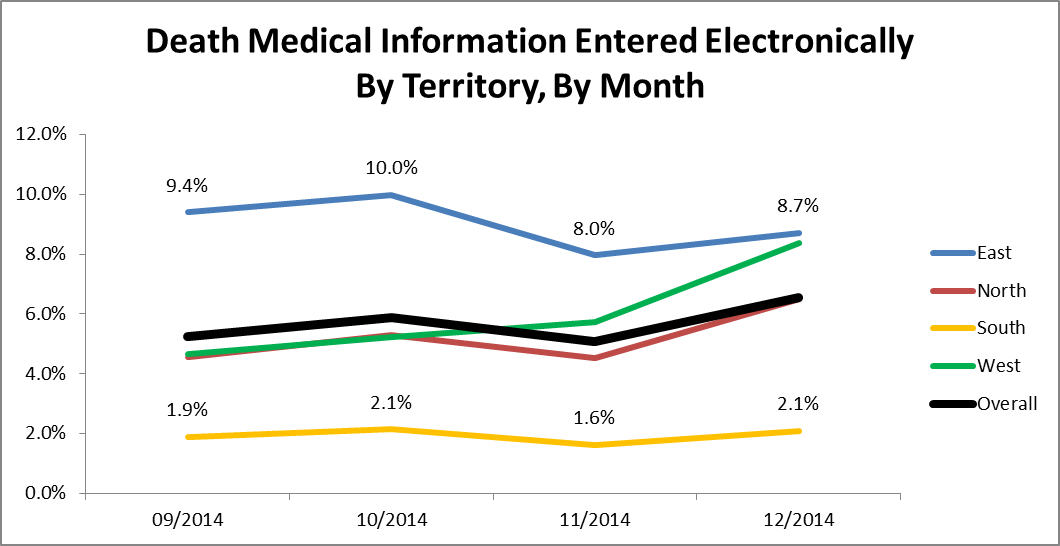 Death Medical Information Entered Electronically
By Territory, By Month
12.0%
10.0%
8.0%
6.0%
4.0%
2.0%
0.0%
9.4%
10.0%
8.0%
8.7%
1.9%
2.1%
1.6%
2.1%
09/2014
10/2014
11/2014
12/2014
East
North
South
West
Overall